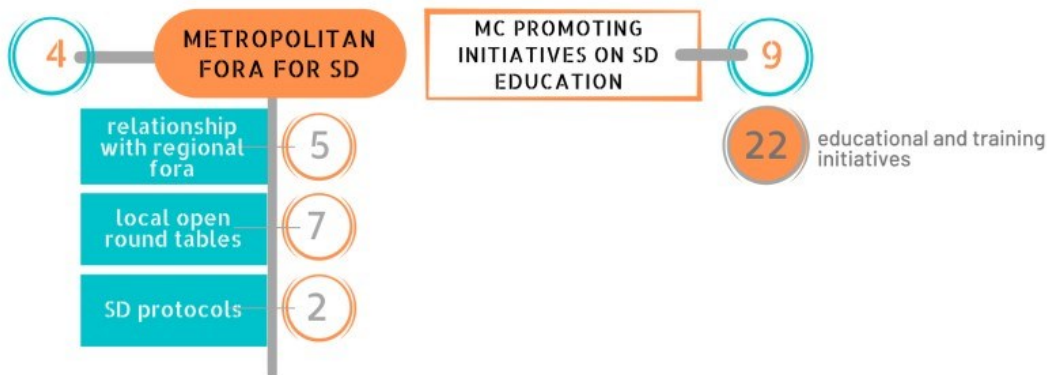 4
METROPOLITAN
FORA FOR SD
relationship
with regional
fora
5
local open
round tables
7
SD protocols
2
MC PROMOTING
INITIATIVES ON SD
EDUCATION
9
22
educational and training
initiatives